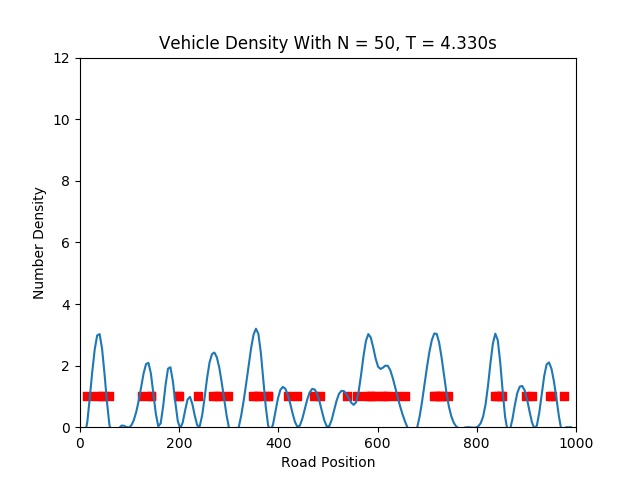 Vehicle Density With N = 50, T = 4.330s
12
10
8
6
4
2
0
Number Density
0 200 400 600 800 1000
Road Position